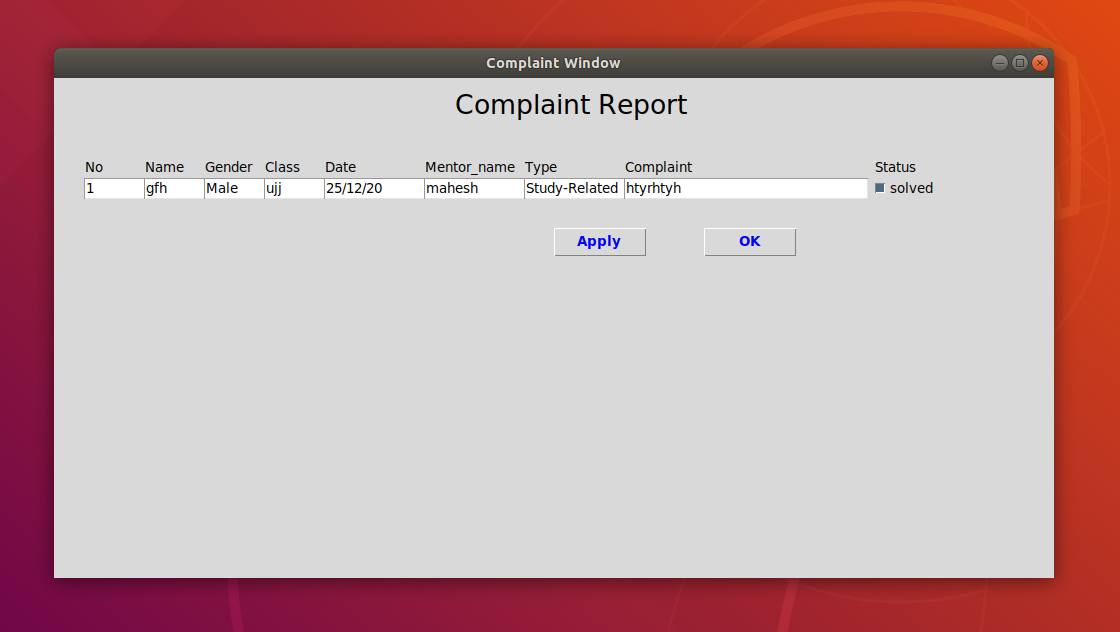 Complaint Window
Complaint Report
No Name Gender Class Date Mentor_name Type Complaint Status
1 gfh Male ujj 25/12/20 mahesh Study-Related htyrhtyh solved
Apply OK